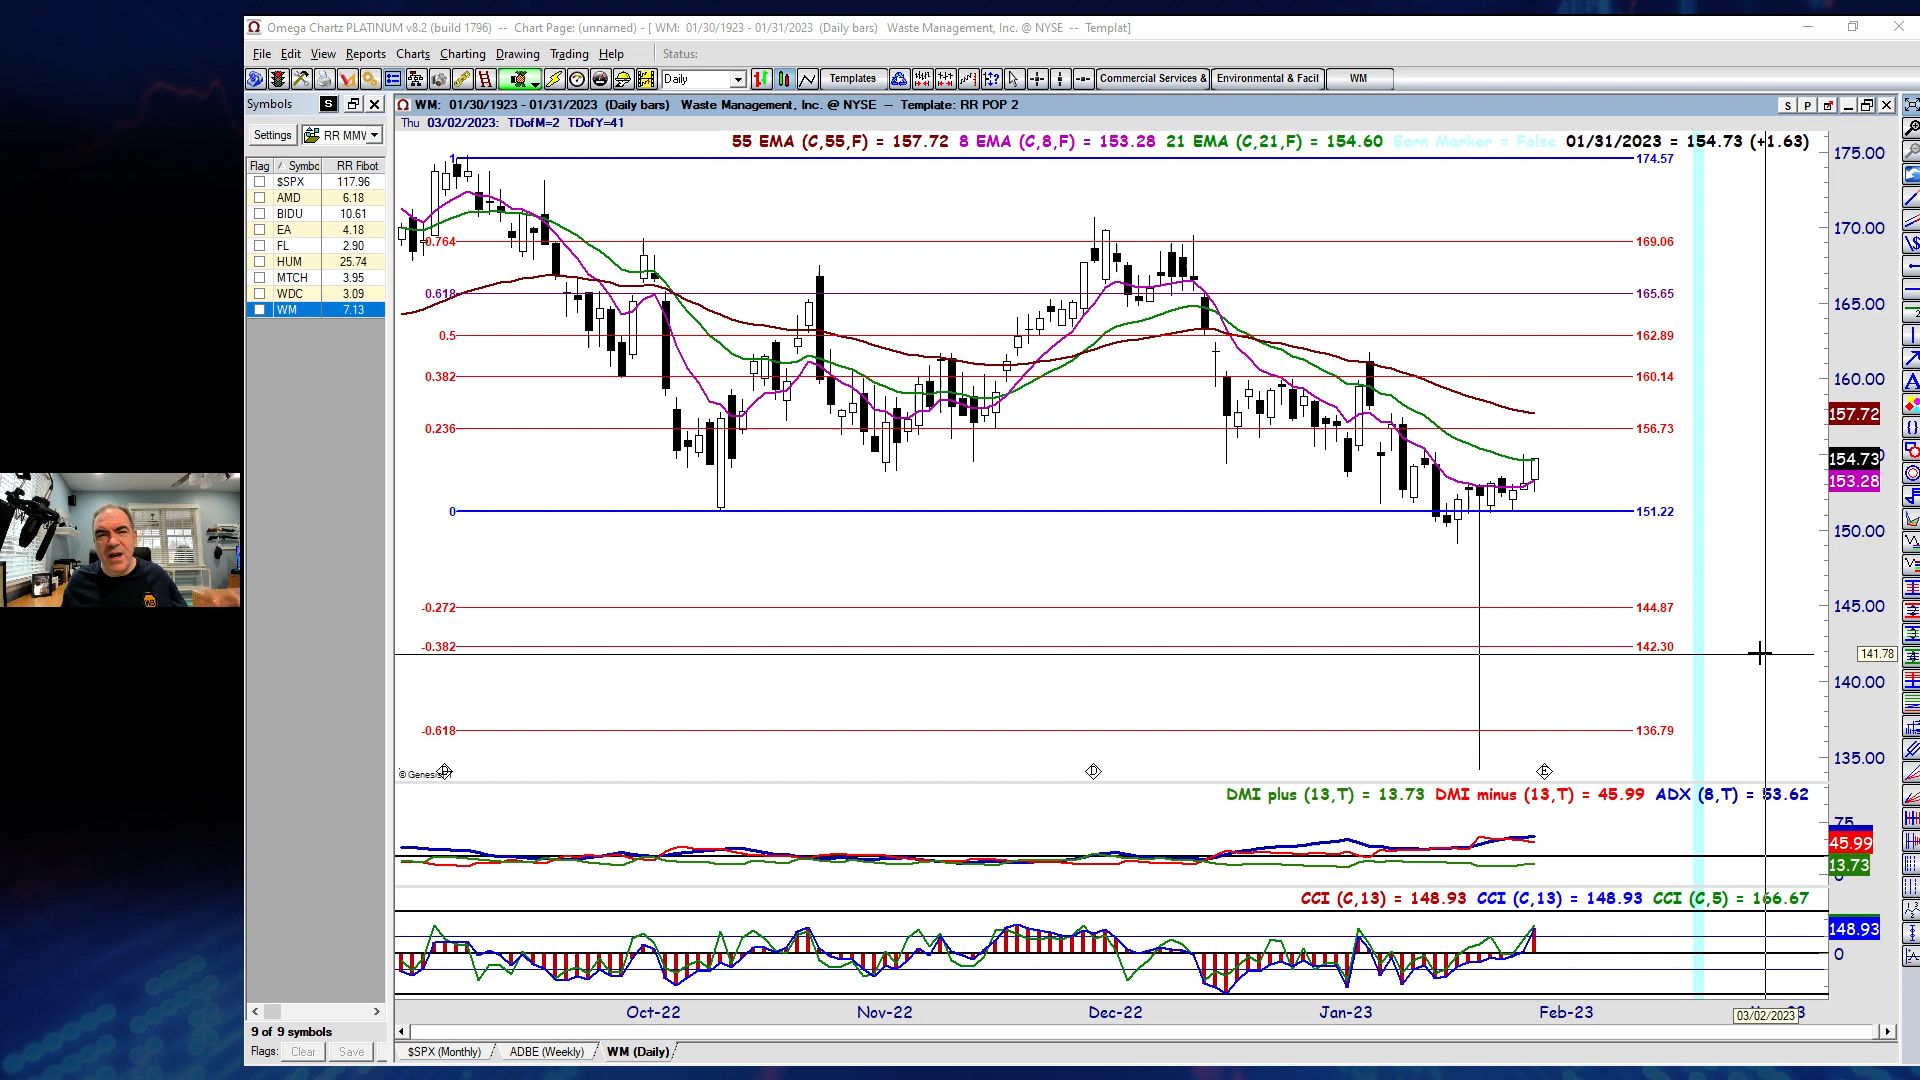 Omega Chartz PLATINUM v8.2 (build 1796) -- Chart Page: (unnamed) - [ WM: 01/30/1923 - 01/31/2023 (Daily bars) Waste Management, Inc. @ NYSE -- Templat]
File Edit View Reports Charts Charting Drawing Trading Help Status:
Daily Templates Commercial Services & Environmental & Facil WM
Symbols S
WM: 01/30/1923 - 01/31/2023 (Daily bars) Waste Management, Inc. @ NYSE -- Template: RR POP 2 S P
Thu 03/02/2023: TDofM=2 TDofY=41
Settings RR MMV
55 EMA (C,55,F) = 157.72 8 EMA (C,8,F) = 153.28 21 EMA (C,21,F) = 154.60 Earn Marker = False 01/31/2023 = 154.73 (+1.63)
Flag Symbo RR Fibot
$SPX 117.96
AMD 6.18
BIDU 10.61
EA 4.18
FL 2.90
HUM 25.74
MTCH 3.95
WDC 3.09
WM 7.13
1 174.57
0.764 169.06
0.618 165.65
0.5 162.89
0.382 160.14
0.236 156.73
0 151.22
-0.272 144.87
-0.382 142.30
-0.618 136.79
175.00
170.00
165.00
160.00
157.72
154.73
153.28
150.00
145.00
141.78
140.00
135.00
© Genesis
D E
DMI plus (13,T) = 13.73 DMI minus (13,T) = 45.99 ADX (8,T) = 53.62
75
45.99
13.73
CCI (C,13) = 148.93 CCI (C,13) = 148.93 CCI (C,5) = 166.67
148.93
0
Oct-22 Nov-22 Dec-22 Jan-23 Feb-23
03/02/2023
9 of 9 symbols
Flags: Clear Save
$SPX (Monthly) ADBE (Weekly) WM (Daily)